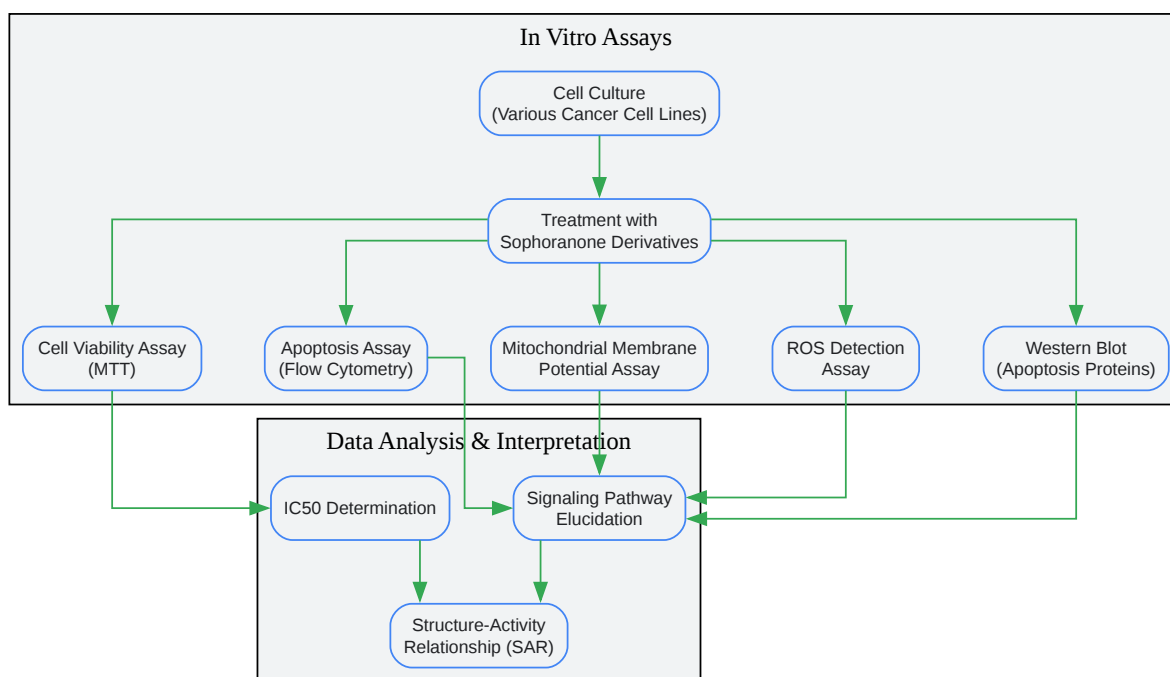 In Vitro Assays
Cell Culture
(Various Cancer Cell Lines)
Treatment with
Sophoranone Derivatives
Cell Viability Assay
(MTT)
Apoptosis Assay
(Flow Cytometry)
Mitochondrial Membrane
Potential Assay
ROS Detection
Assay
Western Blot
(Apoptosis Proteins)
Data Analysis & Interpretation
IC50 Determination
Signaling Pathway
Elucidation
Structure-Activity
Relationship (SAR)